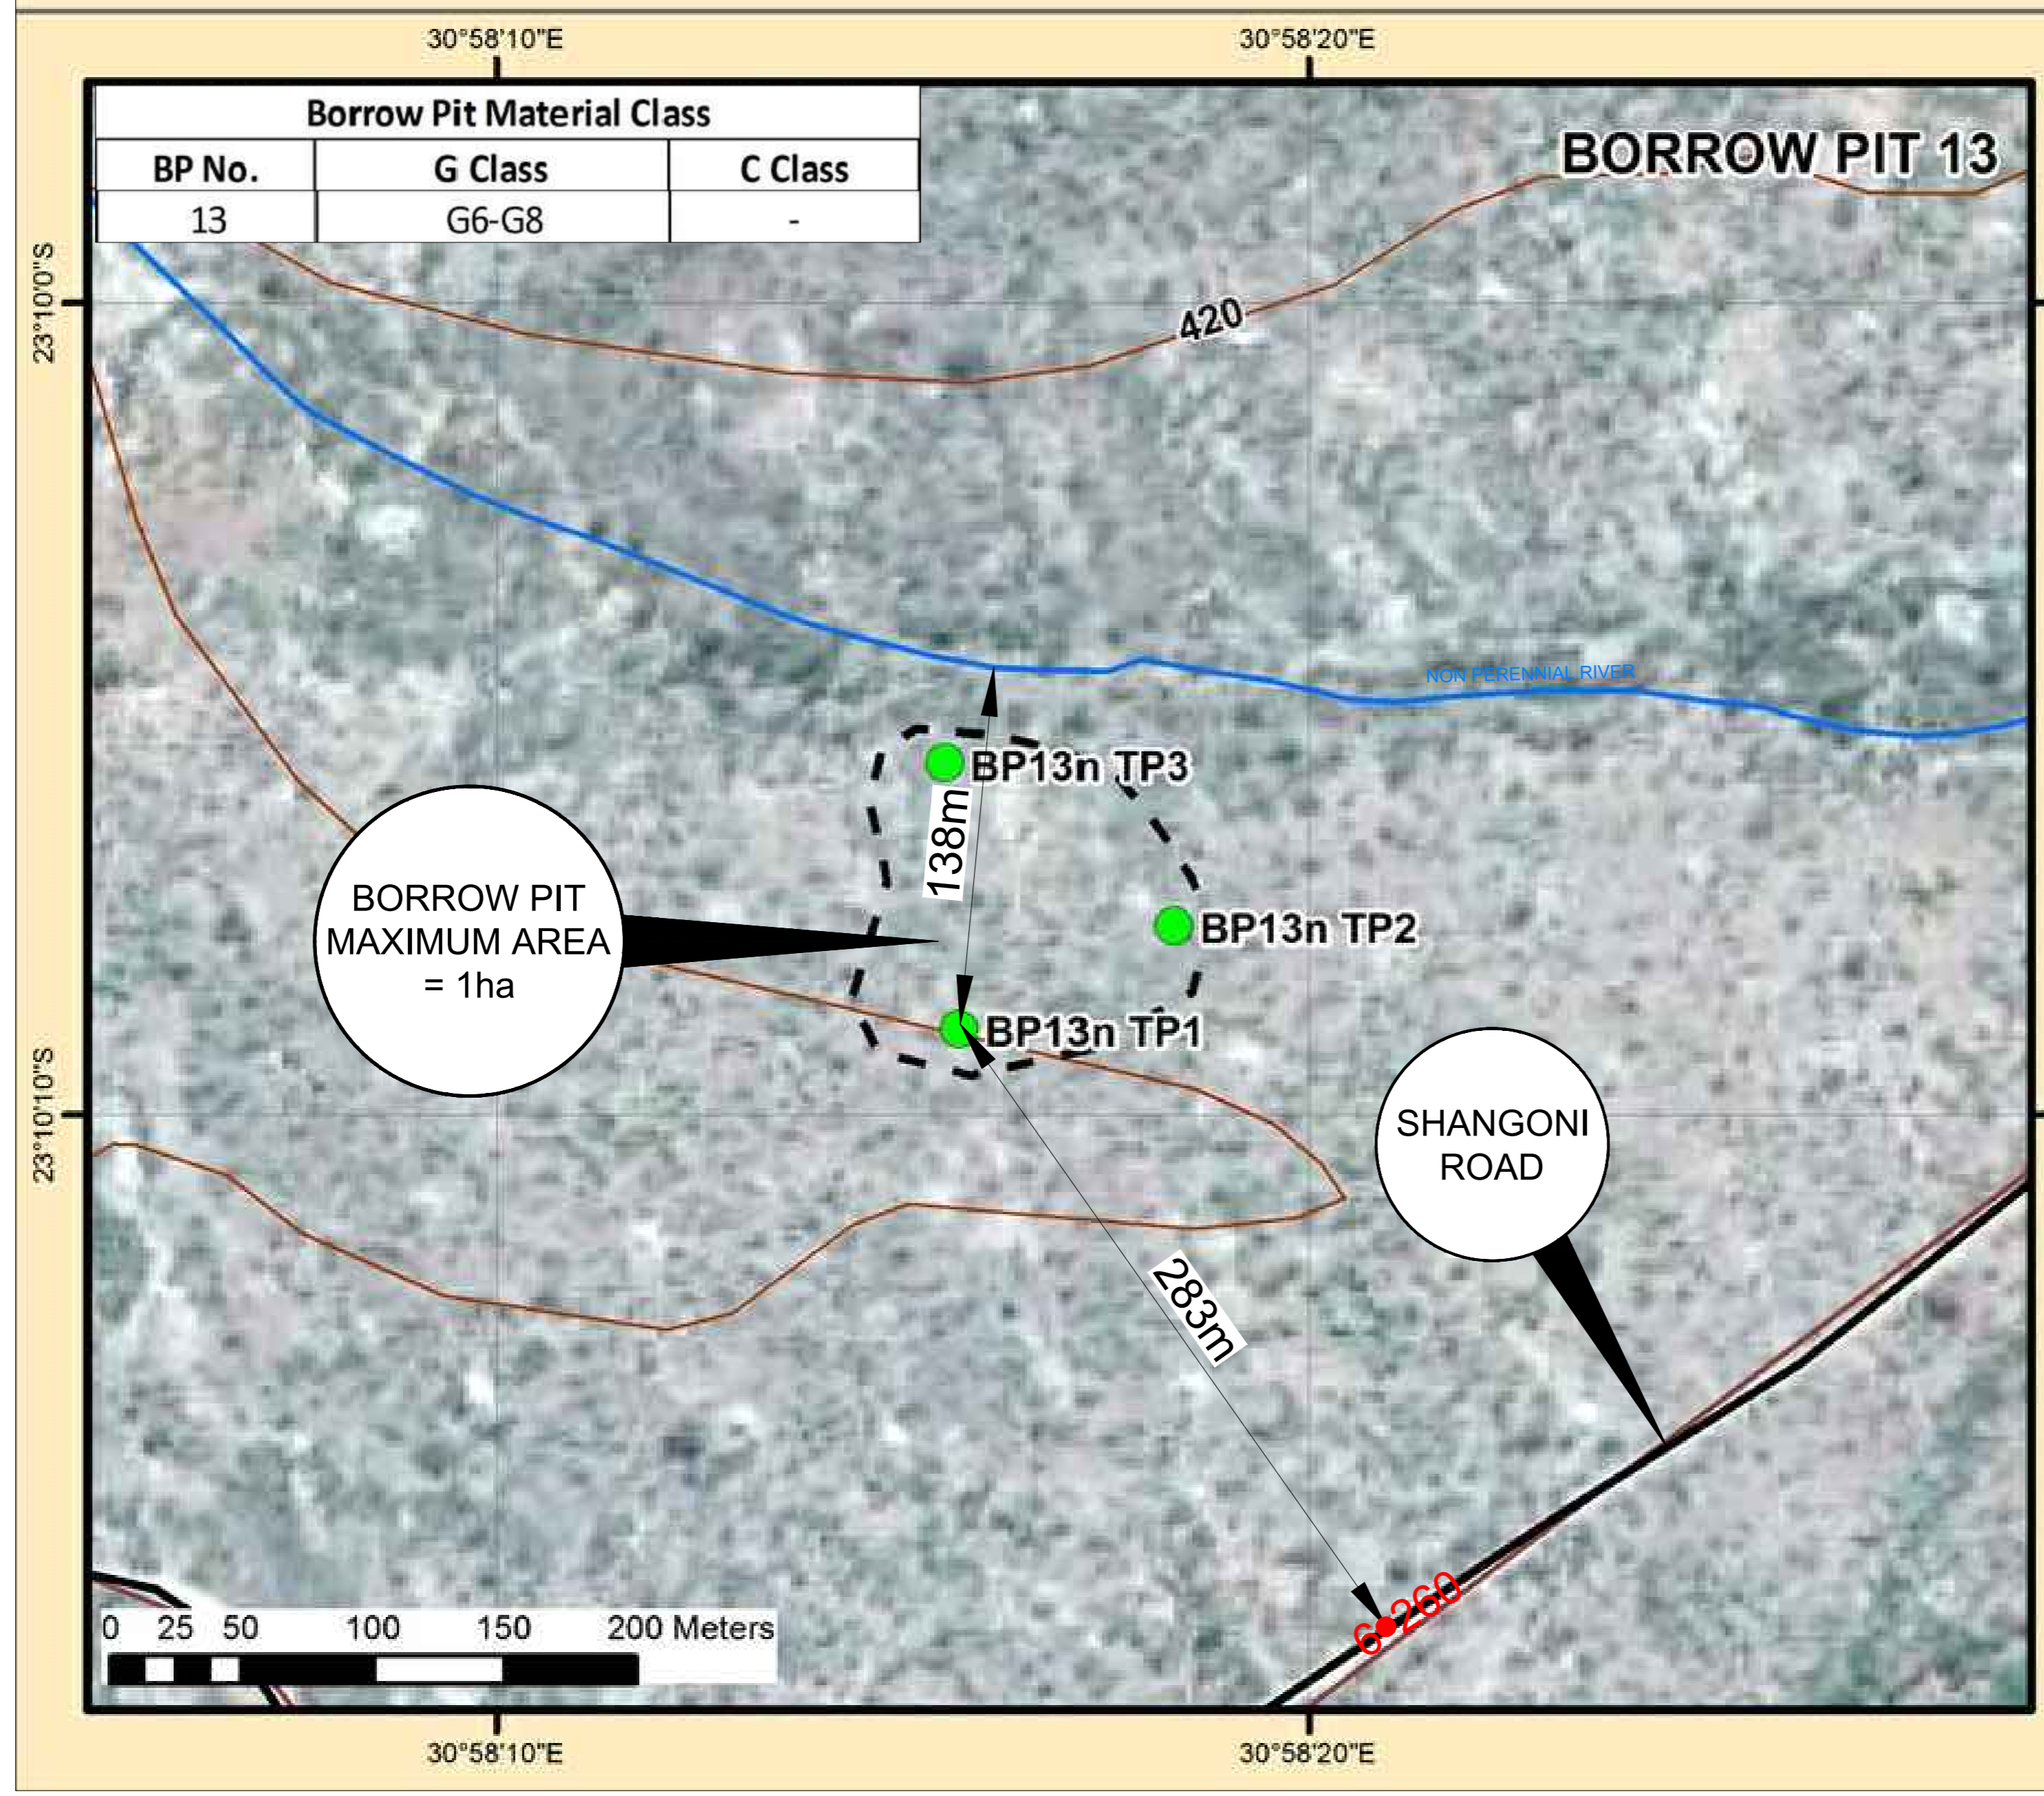 30°58'10"E 30°58'20"E
Borrow Pit Material Class
BP No. G Class C Class
13 G6-G8 -
BORROW PIT 13
23°10'0"S
420
NON PERENNIAL RIVER
BP13n TP3
138m
BORROW PIT
MAXIMUM AREA
= 1ha
BP13n TP2
BP13n TP1
23°10'10"S
SHANGONI
ROAD
283m
6 260
0 25 50 100 150 200 Meters
30°58'10"E 30°58'20"E